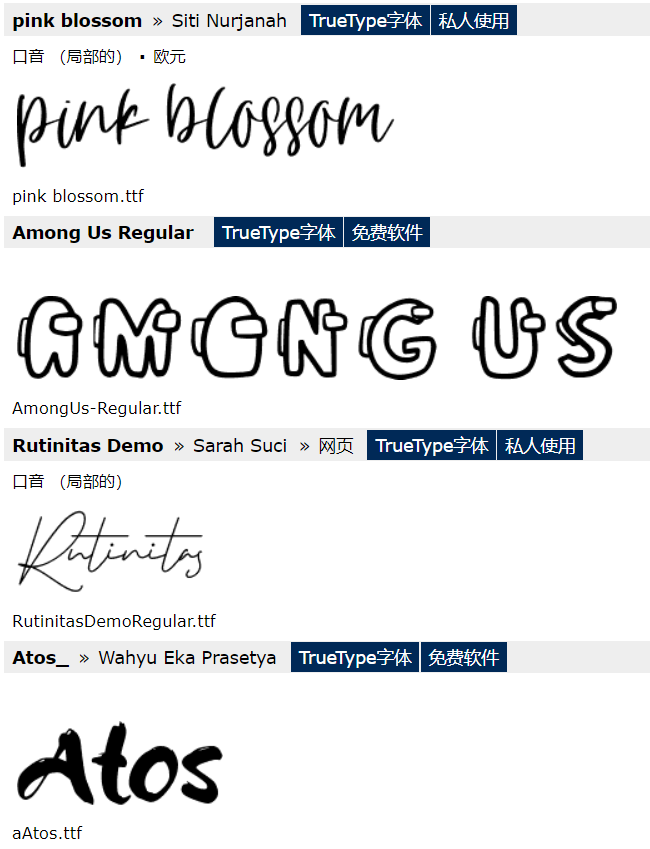 pink blossom » Siti Nurjanah TrueType字体 私人使用
口音 （局部的） • 欧元
pink blossom
pink blossom.ttf
Among Us Regular TrueType字体 免费软件
AMONG US
AmongUs-Regular.ttf
Rutinitas Demo » Sarah Suci » 网页 TrueType字体 私人使用
口音 （局部的）
Rutinitas
RutinitasDemoRegular.ttf
Atos_ » Wahyu Eka Prasetya TrueType字体 免费软件
Atos
aAtos.ttf